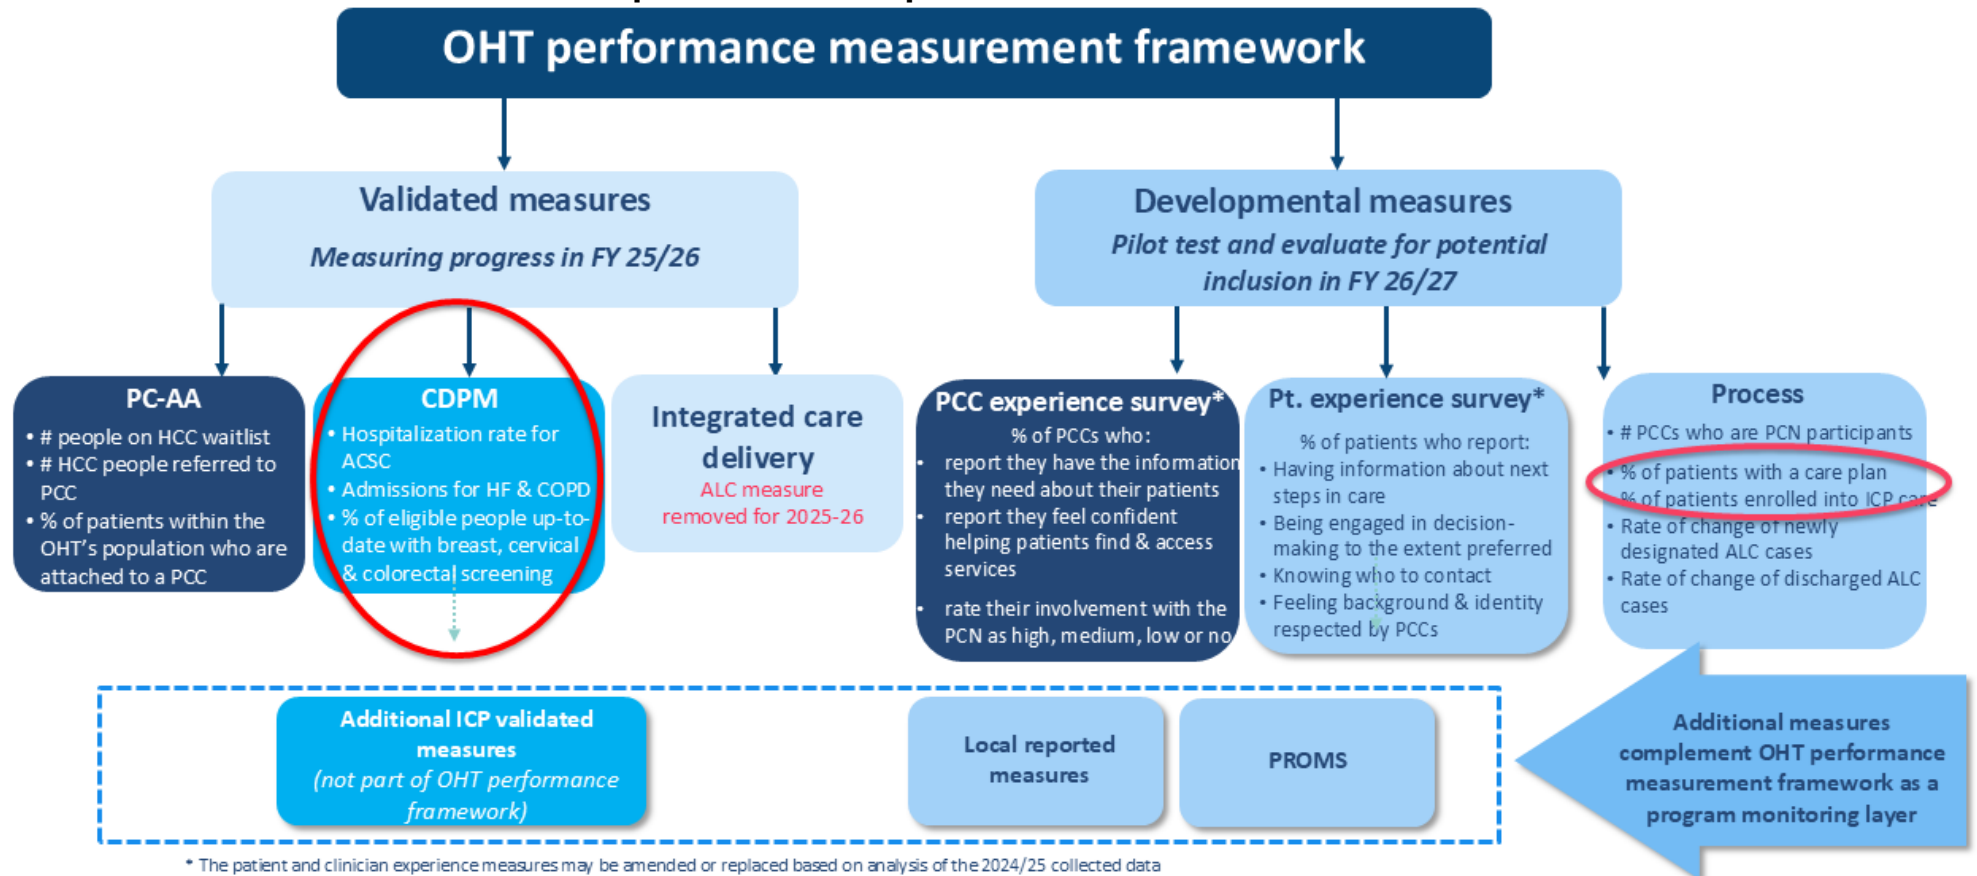 OHT performance measurement framework
Validated measures
Measuring progress in FY 25/26
Developmental measures
Pilot test and evaluate for potential
inclusion in FY 26/27
PC-AA
• # people on HCC waitlist
• # HCC people referred to
PCC
• % of patients within the
OHT's population who are
attached to a PCC
CDPM
• Hospitalization rate for
ACSC
• Admissions for HF & COPD
• % of eligible people up-to-
date with breast, cervical
& colorectal screening
Integrated care
delivery
ALC measure
removed for 2025-26
PCC experience survey*
% of PCCs who:
• report they have the information
they need about their patients
• report they feel confident
helping patients find & access
services
• rate their involvement with the
PCN as high, medium, low or no
Pt. experience survey*
% of patients who report:
• Having information about next
steps in care
• Being engaged in decision-
making to the extent preferred
• Knowing who to contact
• Feeling background & identity
respected by PCCs
Process
• # PCCs who are PCN participants
• % of patients with a care plan
• % of patients enrolled into ICP care
• Rate of change of newly
designated ALC cases
• Rate of change of discharged ALC
cases
Additional ICP validated
measures
(not part of OHT performance
framework)
Local reported
measures
PROMS
Additional measures
complement OHT performance
measurement framework as a
program monitoring layer
* The patient and clinician experience measures may be amended or replaced based on analysis of the 2024/25 collected data